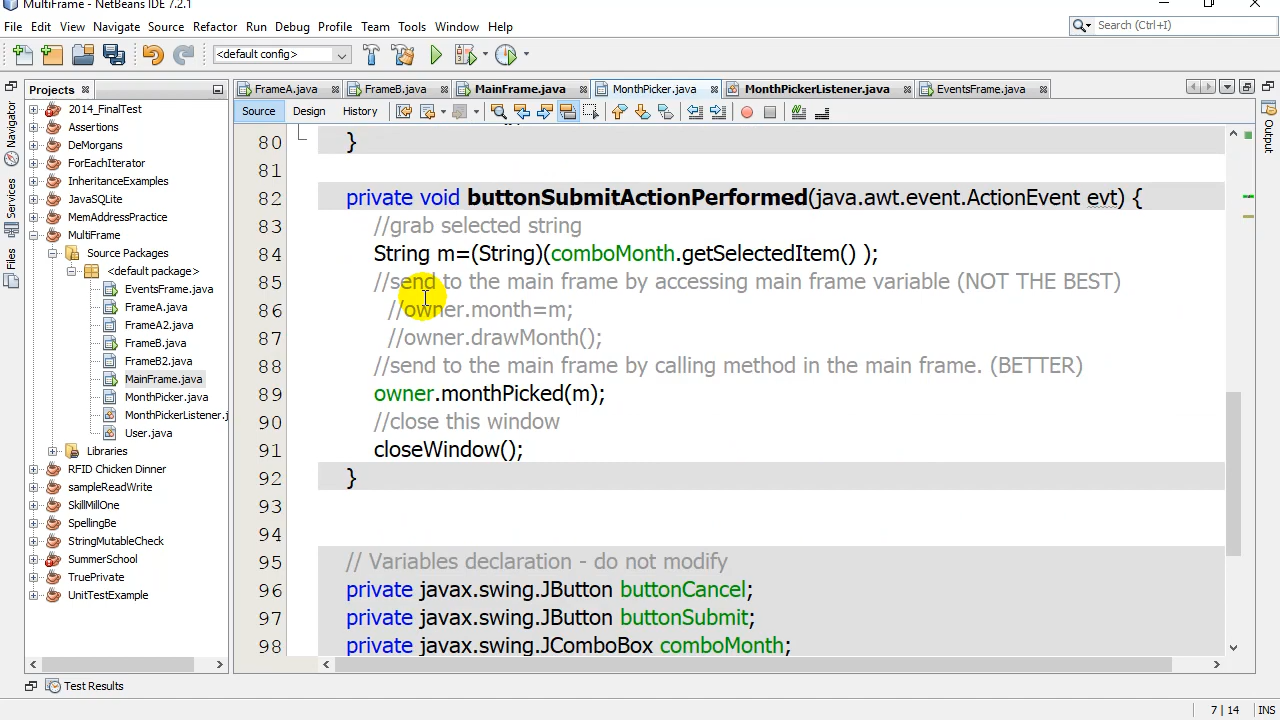 MultiFrame - NetBeans IDE 7.2.1
File Edit View Navigate Source Refactor Run Debug Profile Team Tools Window Help
Search (Ctrl+I)
<default config>
Projects
FrameA.java FrameB.java MainFrame.java MonthPicker.java MonthPickerListener.java EventsFrame.java
Source Design History
Navigator
Services
Files
Output
2014_FinalTest
Assertions
DeMorgans
ForEachIterator
InheritanceExamples
JavaSQLite
MemAddressPractice
MultiFrame
Source Packages
<default package>
EventsFrame.java
FrameA.java
FrameA2.java
FrameB.java
FrameB2.java
MainFrame.java
MonthPicker.java
MonthPickerListener.j
User.java
Libraries
RFID Chicken Dinner
sampleReadWrite
SkillMillOne
SpellingBe
StringMutableCheck
SummerSchool
TruePrivate
UnitTestExample
80 }
81
82 private void buttonSubmitActionPerformed(java.awt.event.ActionEvent evt) {
83 //grab selected string
84 String m=(String)(comboMonth.getSelectedItem() );
85 //send to the main frame by accessing main frame variable (NOT THE BEST)
86 //owner.month=m;
87 //owner.drawMonth();
88 //send to the main frame by calling method in the main frame. (BETTER)
89 owner.monthPicked(m);
90 //close this window
91 closeWindow();
92 }
93
94
95 // Variables declaration - do not modify
96 private javax.swing.JButton buttonCancel;
97 private javax.swing.JButton buttonSubmit;
98 private javax.swing.JComboBox comboMonth;
Test Results
7 | 14 INS